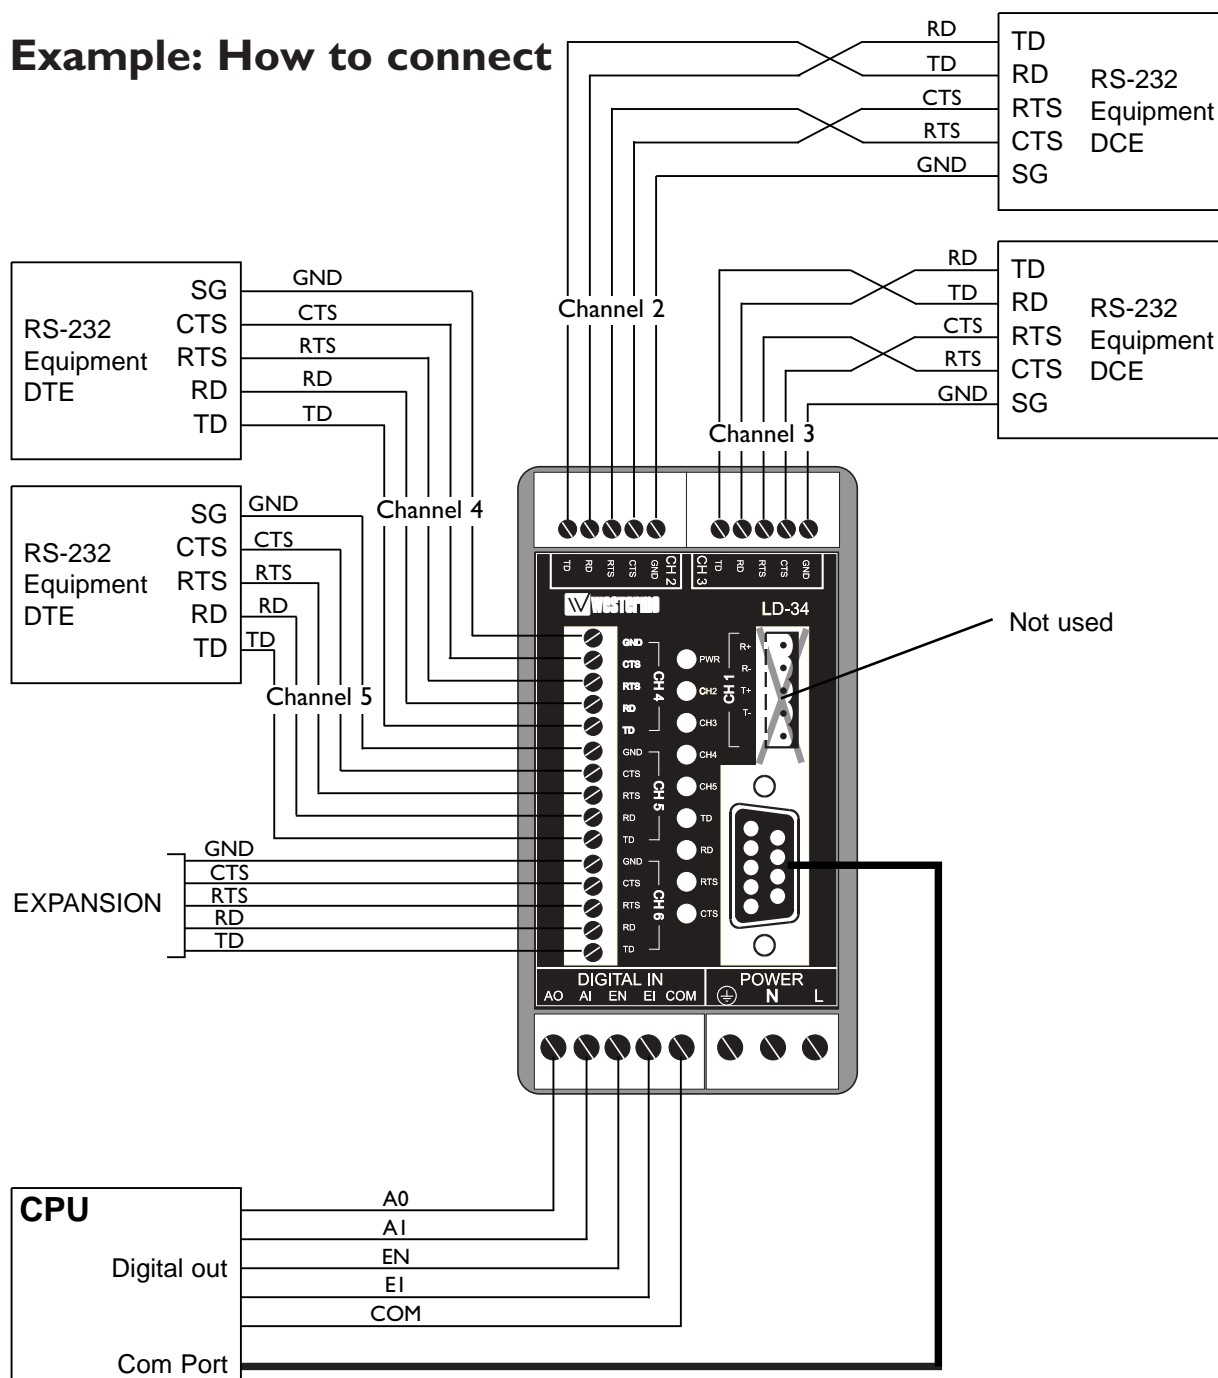 Example: How to connect
RD
TD
CTS
RTS
GND
TD
RD
RTS
CTS
SG
RS-232
Equipment
DCE
Channel 2
RD
TD
CTS
RTS
GND
TD
RD
RTS
CTS
SG
RS-232
Equipment
DCE
Channel 3
RS-232
Equipment
DTE
SG
CTS
RTS
RD
TD
GND
CTS
RTS
RD
TD
Channel 4
RS-232
Equipment
DTE
SG
CTS
RTS
RD
TD
GND
CTS
RTS
RD
TD
Channel 5
EXPANSION
GND
CTS
RTS
RD
TD
TD
RD
RTS
CTS
GND
CH 2
CH 3
TD
RD
RTS
CTS
GND
westermo
LD-34
Not used
GND
CTS
RTS
RD
TD
CH 4
GND
CTS
RTS
RD
TD
CH 5
GND
CTS
RTS
RD
TD
CH 6
PWR
CH2
CH3
CH4
CH5
TD
RD
RTS
CTS
CH 1
R+
R-
T+
T-
DIGITAL IN
AO AI EN EI COM
POWER
N L
CPU
Digital out
Com Port
A0
A1
EN
EI
COM